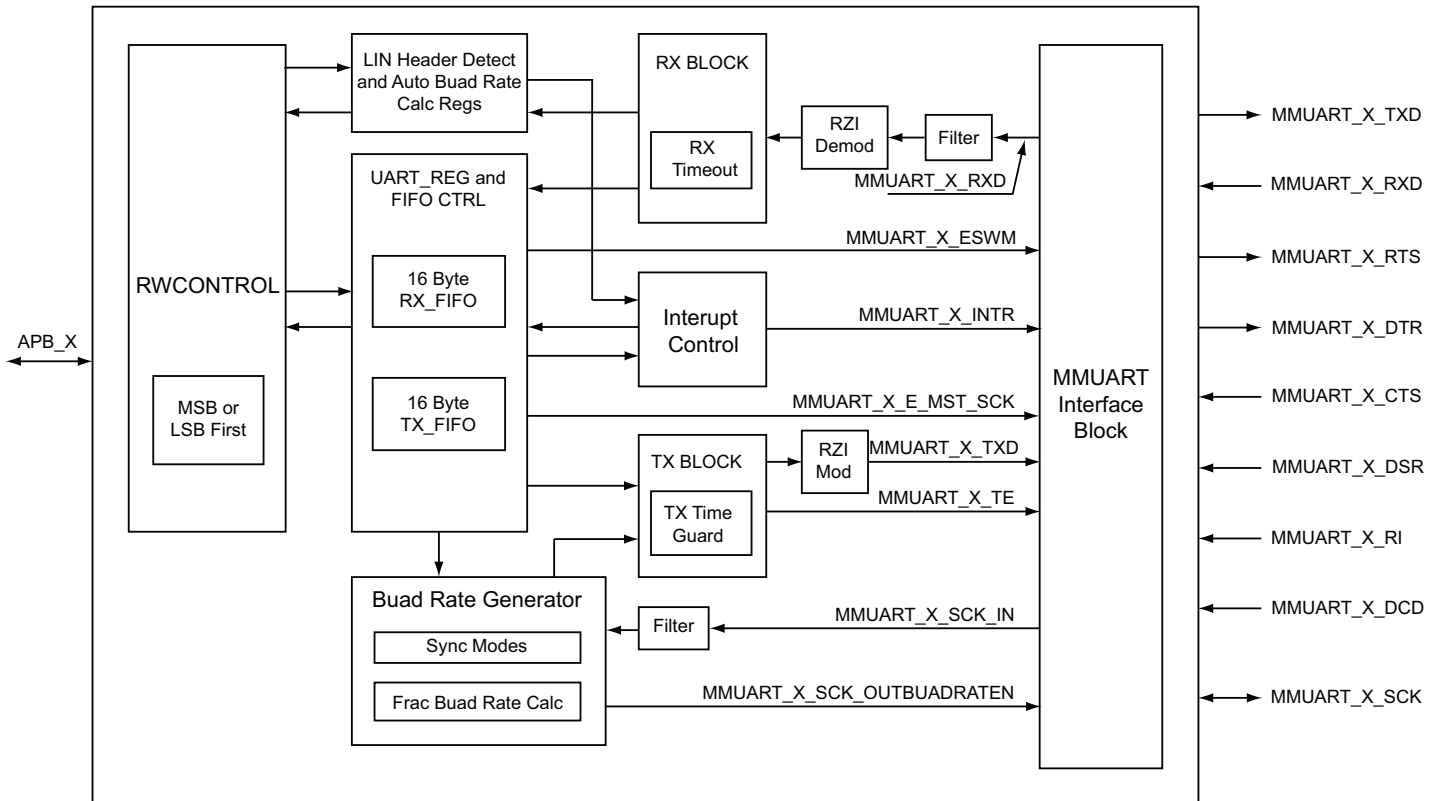 APB_X
RWCONTROL
MSB or
LSB First
LIN Header Detect
and Auto Buad Rate
Calc Regs
UART_REG and
FIFO CTRL
16 Byte
RX_FIFO
16 Byte
TX_FIFO
Buad Rate Generator
Sync Modes
Frac Buad Rate Calc
RX BLOCK
RX
Timeout
RZI
Demod
Filter
MMUART_X_RXD
MMUART_X_ESWM
Interupt
Control
MMUART_X_INTR
MMUART_X_E_MST_SCK
TX BLOCK
TX Time
Guard
RZI
Mod
MMUART_X_TXD
MMUART_X_TE
Filter
MMUART_X_SCK_IN
MMUART_X_SCK_OUTBUADRATEN
MMUART
Interface
Block
MMUART_X_TXD
MMUART_X_RXD
MMUART_X_RTS
MMUART_X_DTR
MMUART_X_CTS
MMUART_X_DSR
MMUART_X_RI
MMUART_X_DCD
MMUART_X_SCK